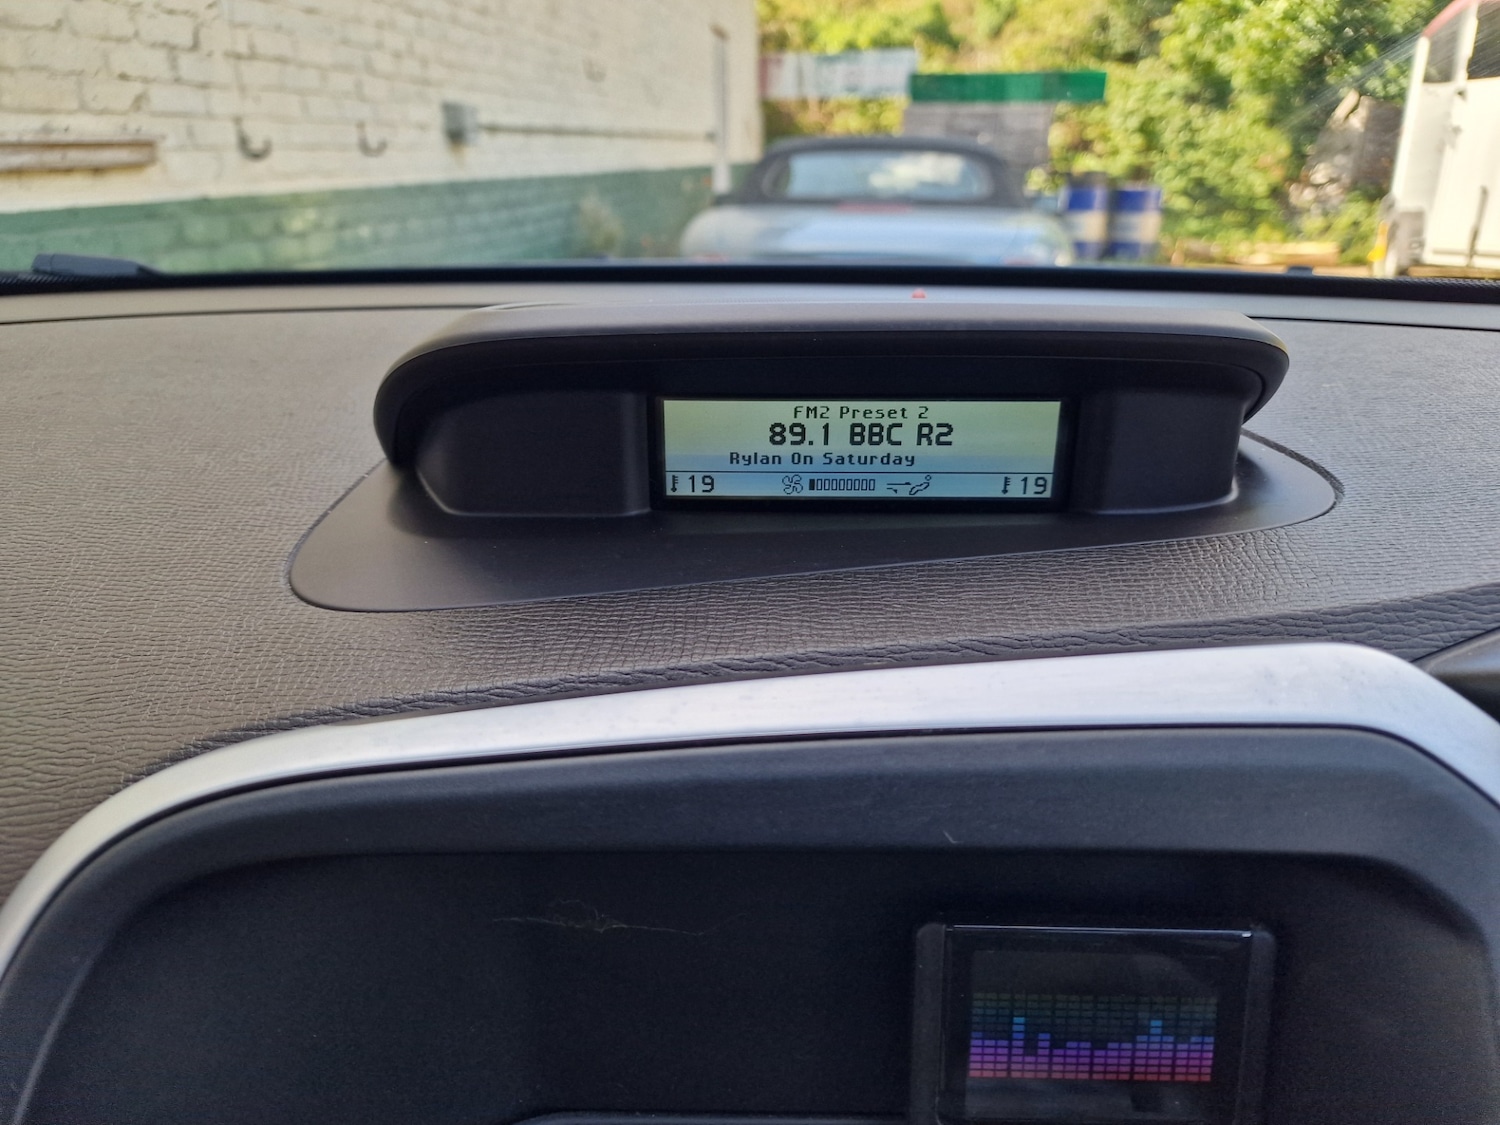 FM2 Preset 2
89.1 BBC R2
Rylan On Saturday
19 19